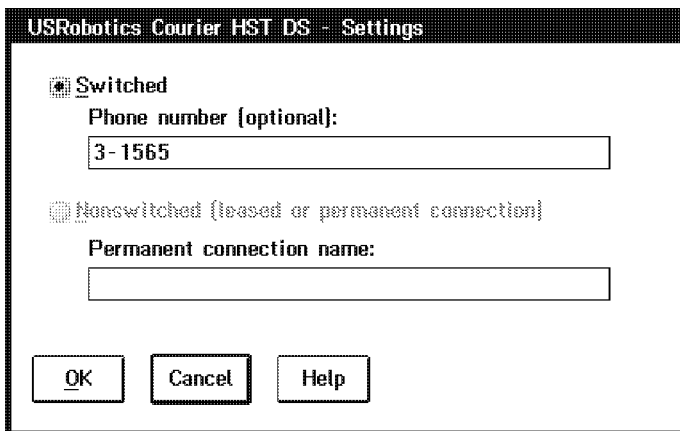 USRobotics Courier HST DS - Settings
Switched
Phone number (optional):
3-1565
Nonswitched (leased or permanent connection)
Permanent connection name:
OK
Cancel
Help